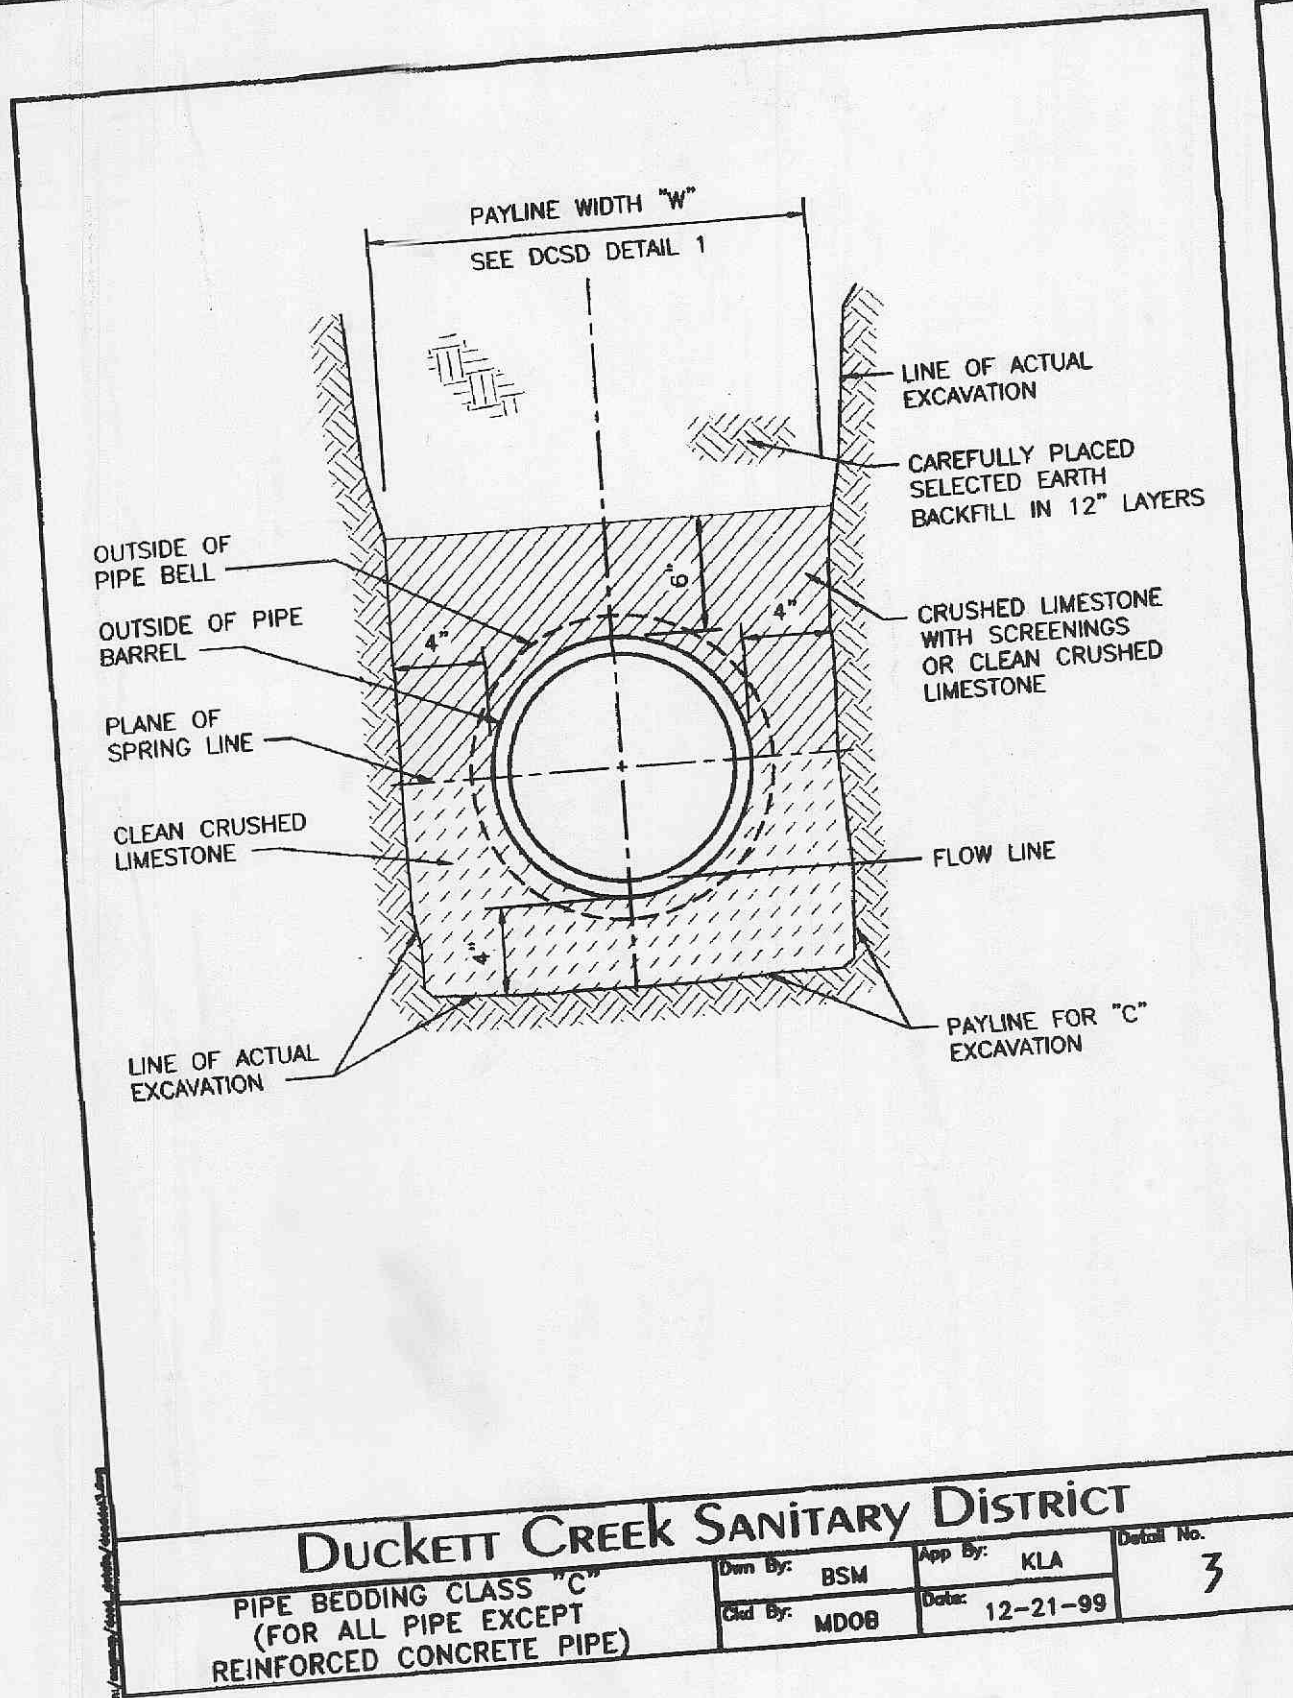 PAYLINE WIDTH "W"
SEE DCSD DETAIL 1
LINE OF ACTUAL
EXCAVATION
CAREFULLY PLACED
SELECTED EARTH
BACKFILL IN 12" LAYERS
OUTSIDE OF
PIPE BELL
6"
4"
CRUSHED LIMESTONE
WITH SCREENINGS
OR CLEAN CRUSHED
LIMESTONE
OUTSIDE OF PIPE
BARREL
4"
PLANE OF
SPRING LINE
CLEAN CRUSHED
LIMESTONE
FLOW LINE
4"
PAYLINE FOR "C"
EXCAVATION
LINE OF ACTUAL
EXCAVATION
DUCKETT CREEK SANITARY DISTRICT
PIPE BEDDING CLASS "C"
(FOR ALL PIPE EXCEPT
REINFORCED CONCRETE PIPE)
Dwn By: BSM
App By: KLA
Detail No.
3
Ckd By: MDOB
Date: 12-21-99